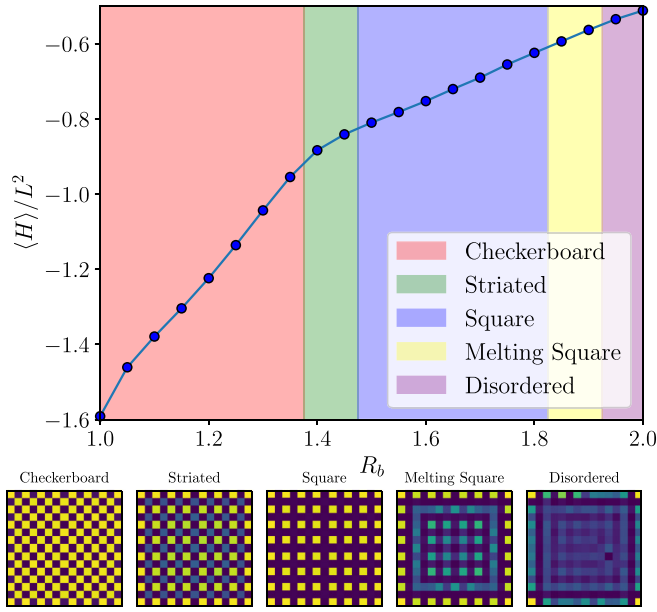 −0.6
−0.8
−1.0
−1.2
−1.4
−1.6
⟨H⟩/L²
Checkerboard
Striated
Square
Melting Square
Disordered
1.0 1.2 1.4 1.6 1.8 2.0
R_b
Checkerboard Striated Square Melting Square Disordered